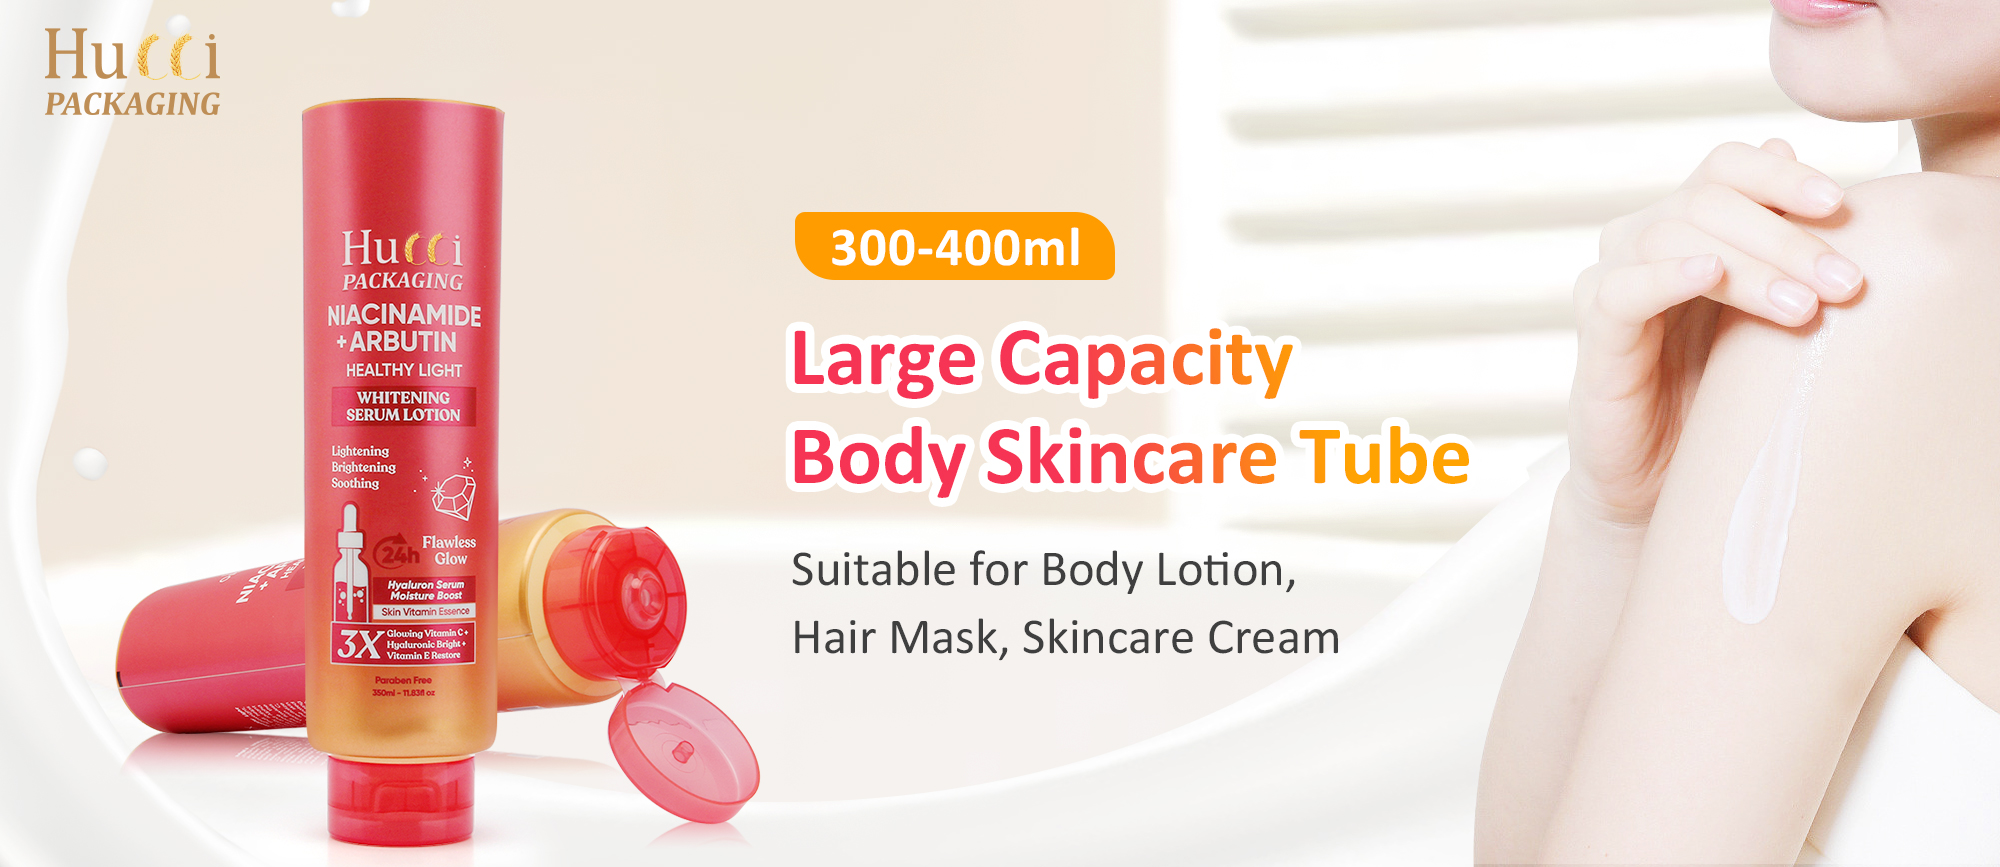 Hucci
PACKAGING
Hucci
PACKAGING
NIACINAMIDE
+ARBUTIN
HEALTHY LIGHT
WHITENING
SERUM LOTION
Lightening
Brightening
Soothing
24h
Flawless
Glow
Hyaluron Serum
Moisture Boost
Skin Vitamin Essence
3X
Glowing Vitamin C+
Hyaluronic Bright+
Vitamin E Restore
Paraben Free
350ml - 11.83fl oz
300-400ml
Large Capacity
Body Skincare Tube
Suitable for Body Lotion,
Hair Mask, Skincare Cream